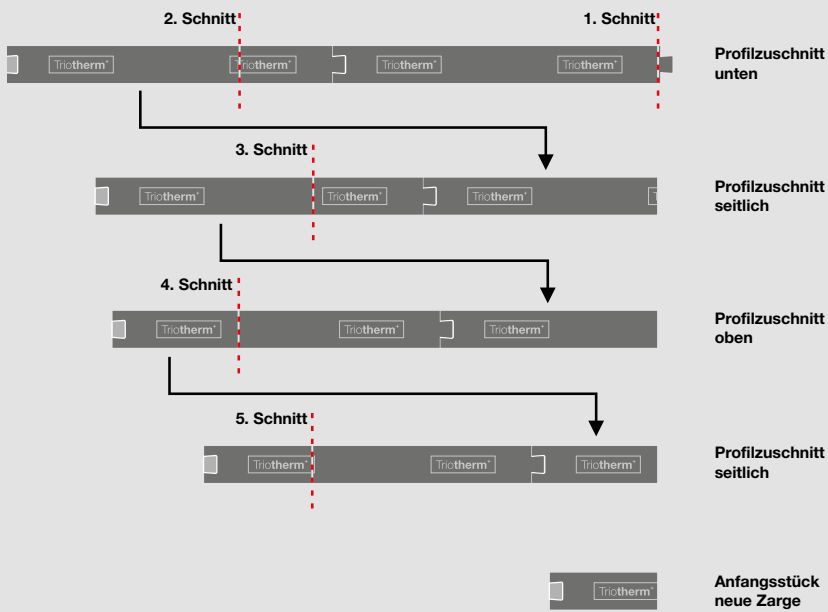 2. Schnitt 1. Schnitt
Triotherm+ Triotherm+ Triotherm+ Triotherm+
Profilzuschnitt
unten
3. Schnitt
Triotherm+ Triotherm+ Triotherm+ T
Profilzuschnitt
seitlich
4. Schnitt
Triotherm+ Triotherm+ Triotherm+
Profilzuschnitt
oben
5. Schnitt
Triotherm+ Triotherm+ Triotherm+
Profilzuschnitt
seitlich
Triotherm+
Anfangsstück
neue Zarge